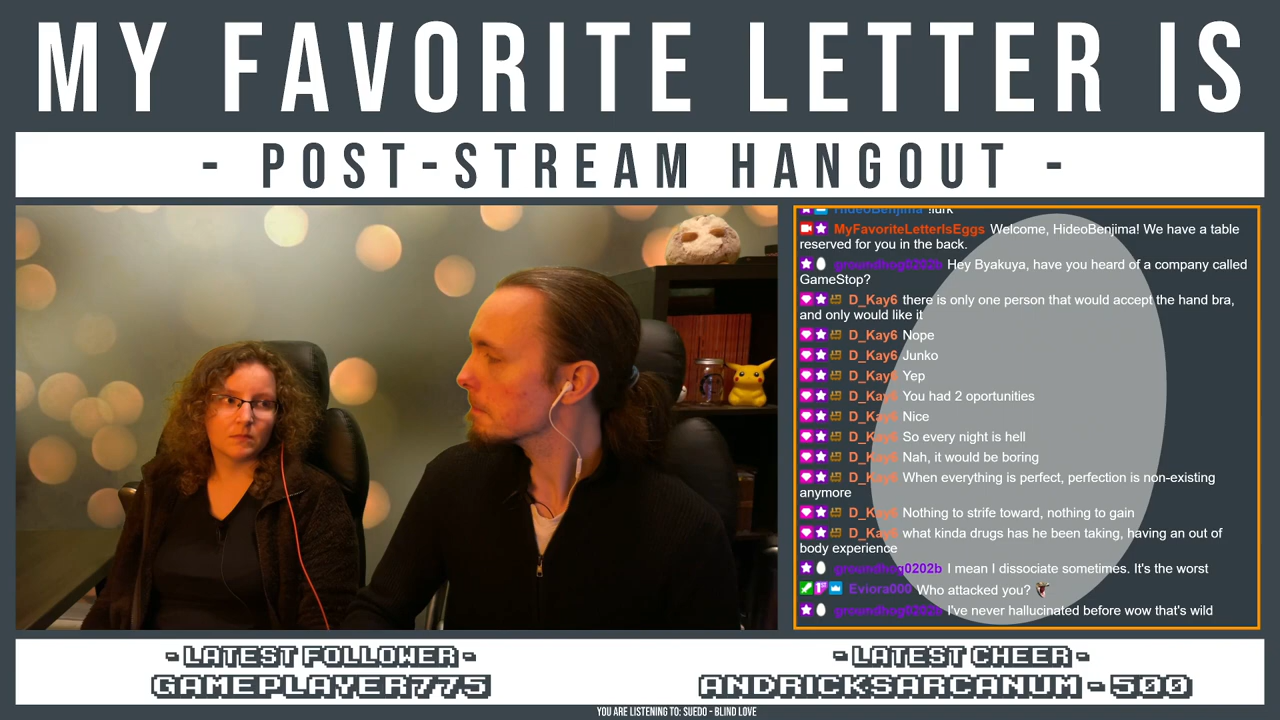 MY FAVORITE LETTER IS
- POST-STREAM HANGOUT -
HideoBenjima !lurk
MyFavoriteLetterIsEggs Welcome, HideoBenjima! We have a table
reserved for you in the back.
groundhog0202b Hey Byakuya, have you heard of a company called
GameStop?
D_Kay6 there is only one person that would accept the hand bra,
and only would like it
D_Kay6 Nope
D_Kay6 Junko
D_Kay6 Yep
D_Kay6 You had 2 oportunities
D_Kay6 Nice
D_Kay6 So every night is hell
D_Kay6 Nah, it would be boring
D_Kay6 When everything is perfect, perfection is non-existing
anymore
D_Kay6 Nothing to strife toward, nothing to gain
D_Kay6 what kinda drugs has he been taking, having an out of
body experience
groundhog0202b I mean I dissociate sometimes. It's the worst
Eviora000 Who attacked you?
groundhog0202b I've never hallucinated before wow that's wild
- LATEST FOLLOWER -
GAMEPLAYER775
- LATEST CHEER -
ANDRICKSARCANUM - 500
YOU ARE LISTENING TO: SUEDO - BLIND LOVE